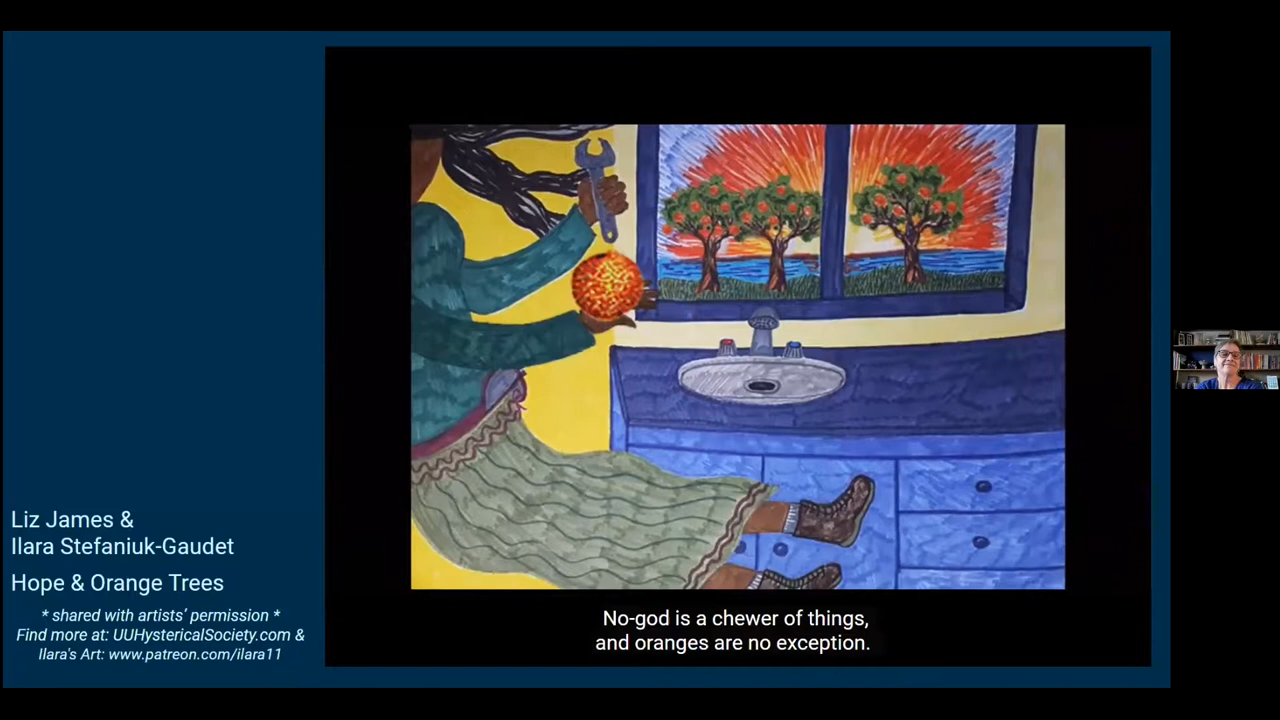 Liz James &
Ilara Stefaniuk-Gaudet
Hope & Orange Trees
* shared with artists’ permission *
Find more at: UUHystericalSociety.com &
Ilara's Art: www.patreon.com/ilara11
No-god is a chewer of things,
and oranges are no exception.